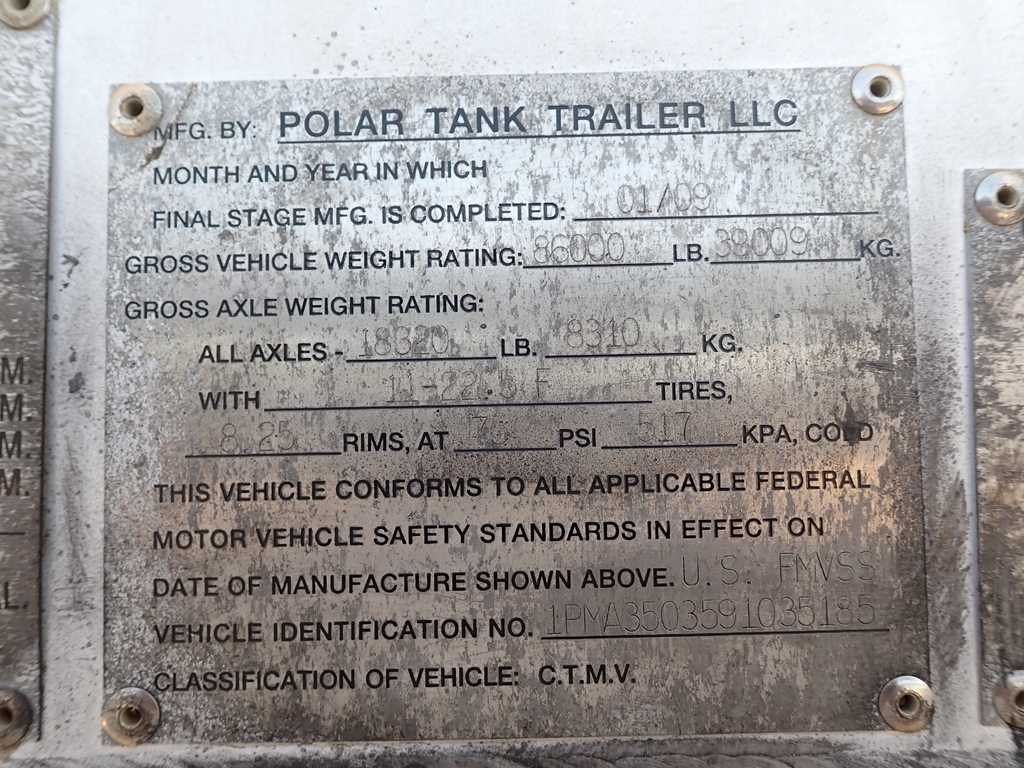 MFG. BY: POLAR TANK TRAILER LLC
MONTH AND YEAR IN WHICH
FINAL STAGE MFG. IS COMPLETED: 01/09
GROSS VEHICLE WEIGHT RATING: 86000 LB. 39009 KG.
GROSS AXLE WEIGHT RATING:
ALL AXLES - 18320 LB. 8310 KG.
WITH 11-22.5 F TIRES,
8.25 RIMS, AT PSI 517 KPA, COLD
THIS VEHICLE CONFORMS TO ALL APPLICABLE FEDERAL
MOTOR VEHICLE SAFETY STANDARDS IN EFFECT ON
DATE OF MANUFACTURE SHOWN ABOVE. U.S. FMVSS
VEHICLE IDENTIFICATION NO. 1PMA3503591035185
CLASSIFICATION OF VEHICLE: C.T.M.V.
M.
M.
M.
M.
L.